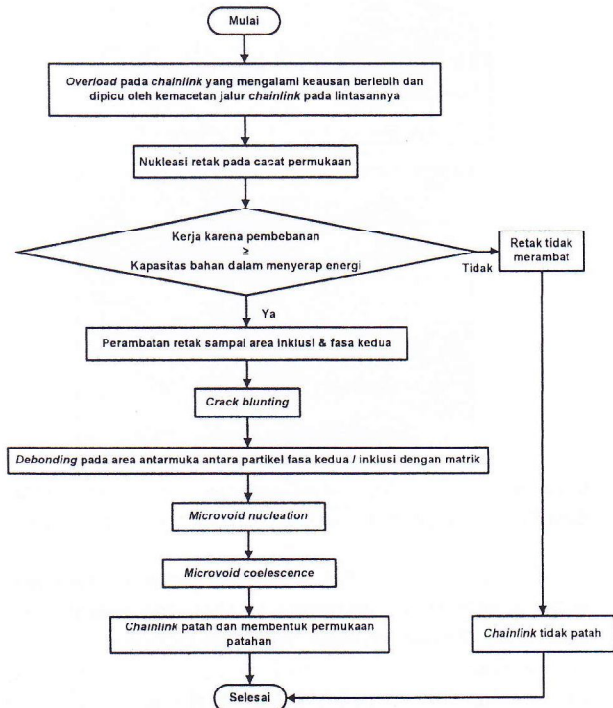 Mulai
Overload pada chainlink yang mengalami keausan berlebih dan
dipicu oleh kemacetan jalur chainlink pada lintasannya
Nukleasi retak pada cacat permukaan
Kerja karena pembebanan
≥
Kapasitas bahan dalam menyerap energi
Tidak
Retak tidak
merambat
Ya
Perambatan retak sampai area inklusi & fasa kedua
Crack blunting
Debonding pada area antarmuka antara partikel fasa kedua / inklusi dengan matrik
Microvoid nucleation
Microvoid coelescence
Chainlink patah dan membentuk permukaan
patahan
Chainlink tidak patah
Selesai